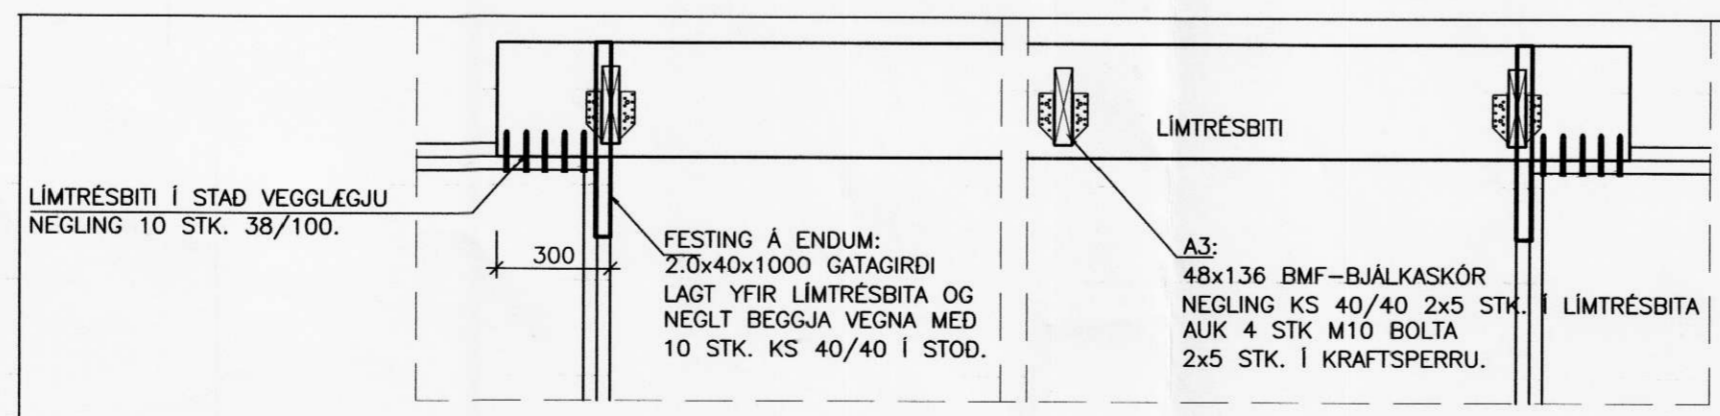 LÍMTRÉSBITI Í STAÐ VEGGLÆGJU
NEGLING 10 STK. 38/100.
300
FESTING Á ENDUM:
2.0x40x1000 GATAGIRÐI
LAGT YFIR LÍMTRÉSBITA OG
NEGLT BEGGJA VEGNA MEÐ
10 STK. KS 40/40 Í STOÐ.
LÍMTRÉSBITI
A3:
48x136 BMF-BJÁLKASKÓR
NEGLING KS 40/40 2x5 STK. Í LÍMTRÉSBITA
AUK 4 STK M10 BOLTA
2x5 STK. Í KRAFTSPERRU.